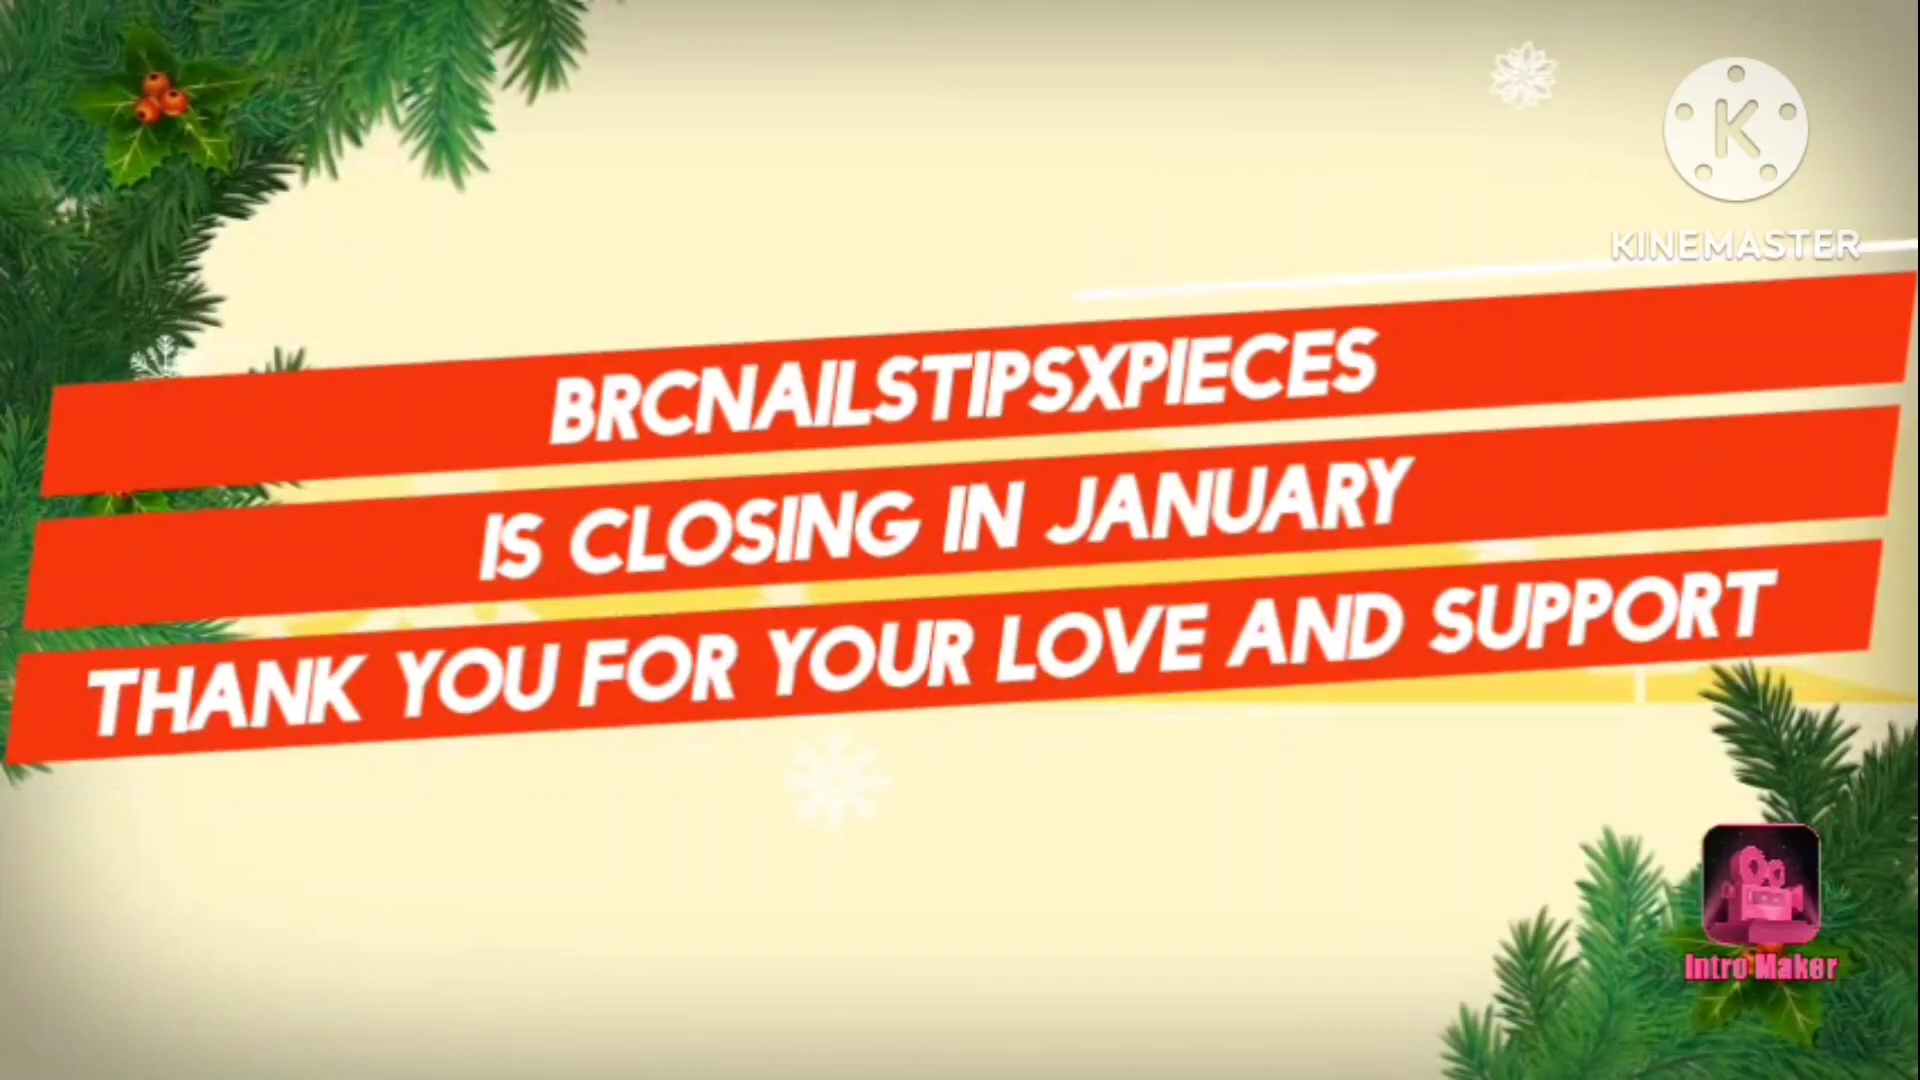 K
KINEMASTER
BRCNAILSTIPSXPIECES
IS CLOSING IN JANUARY
THANK YOU FOR YOUR LOVE AND SUPPORT
Intro Maker